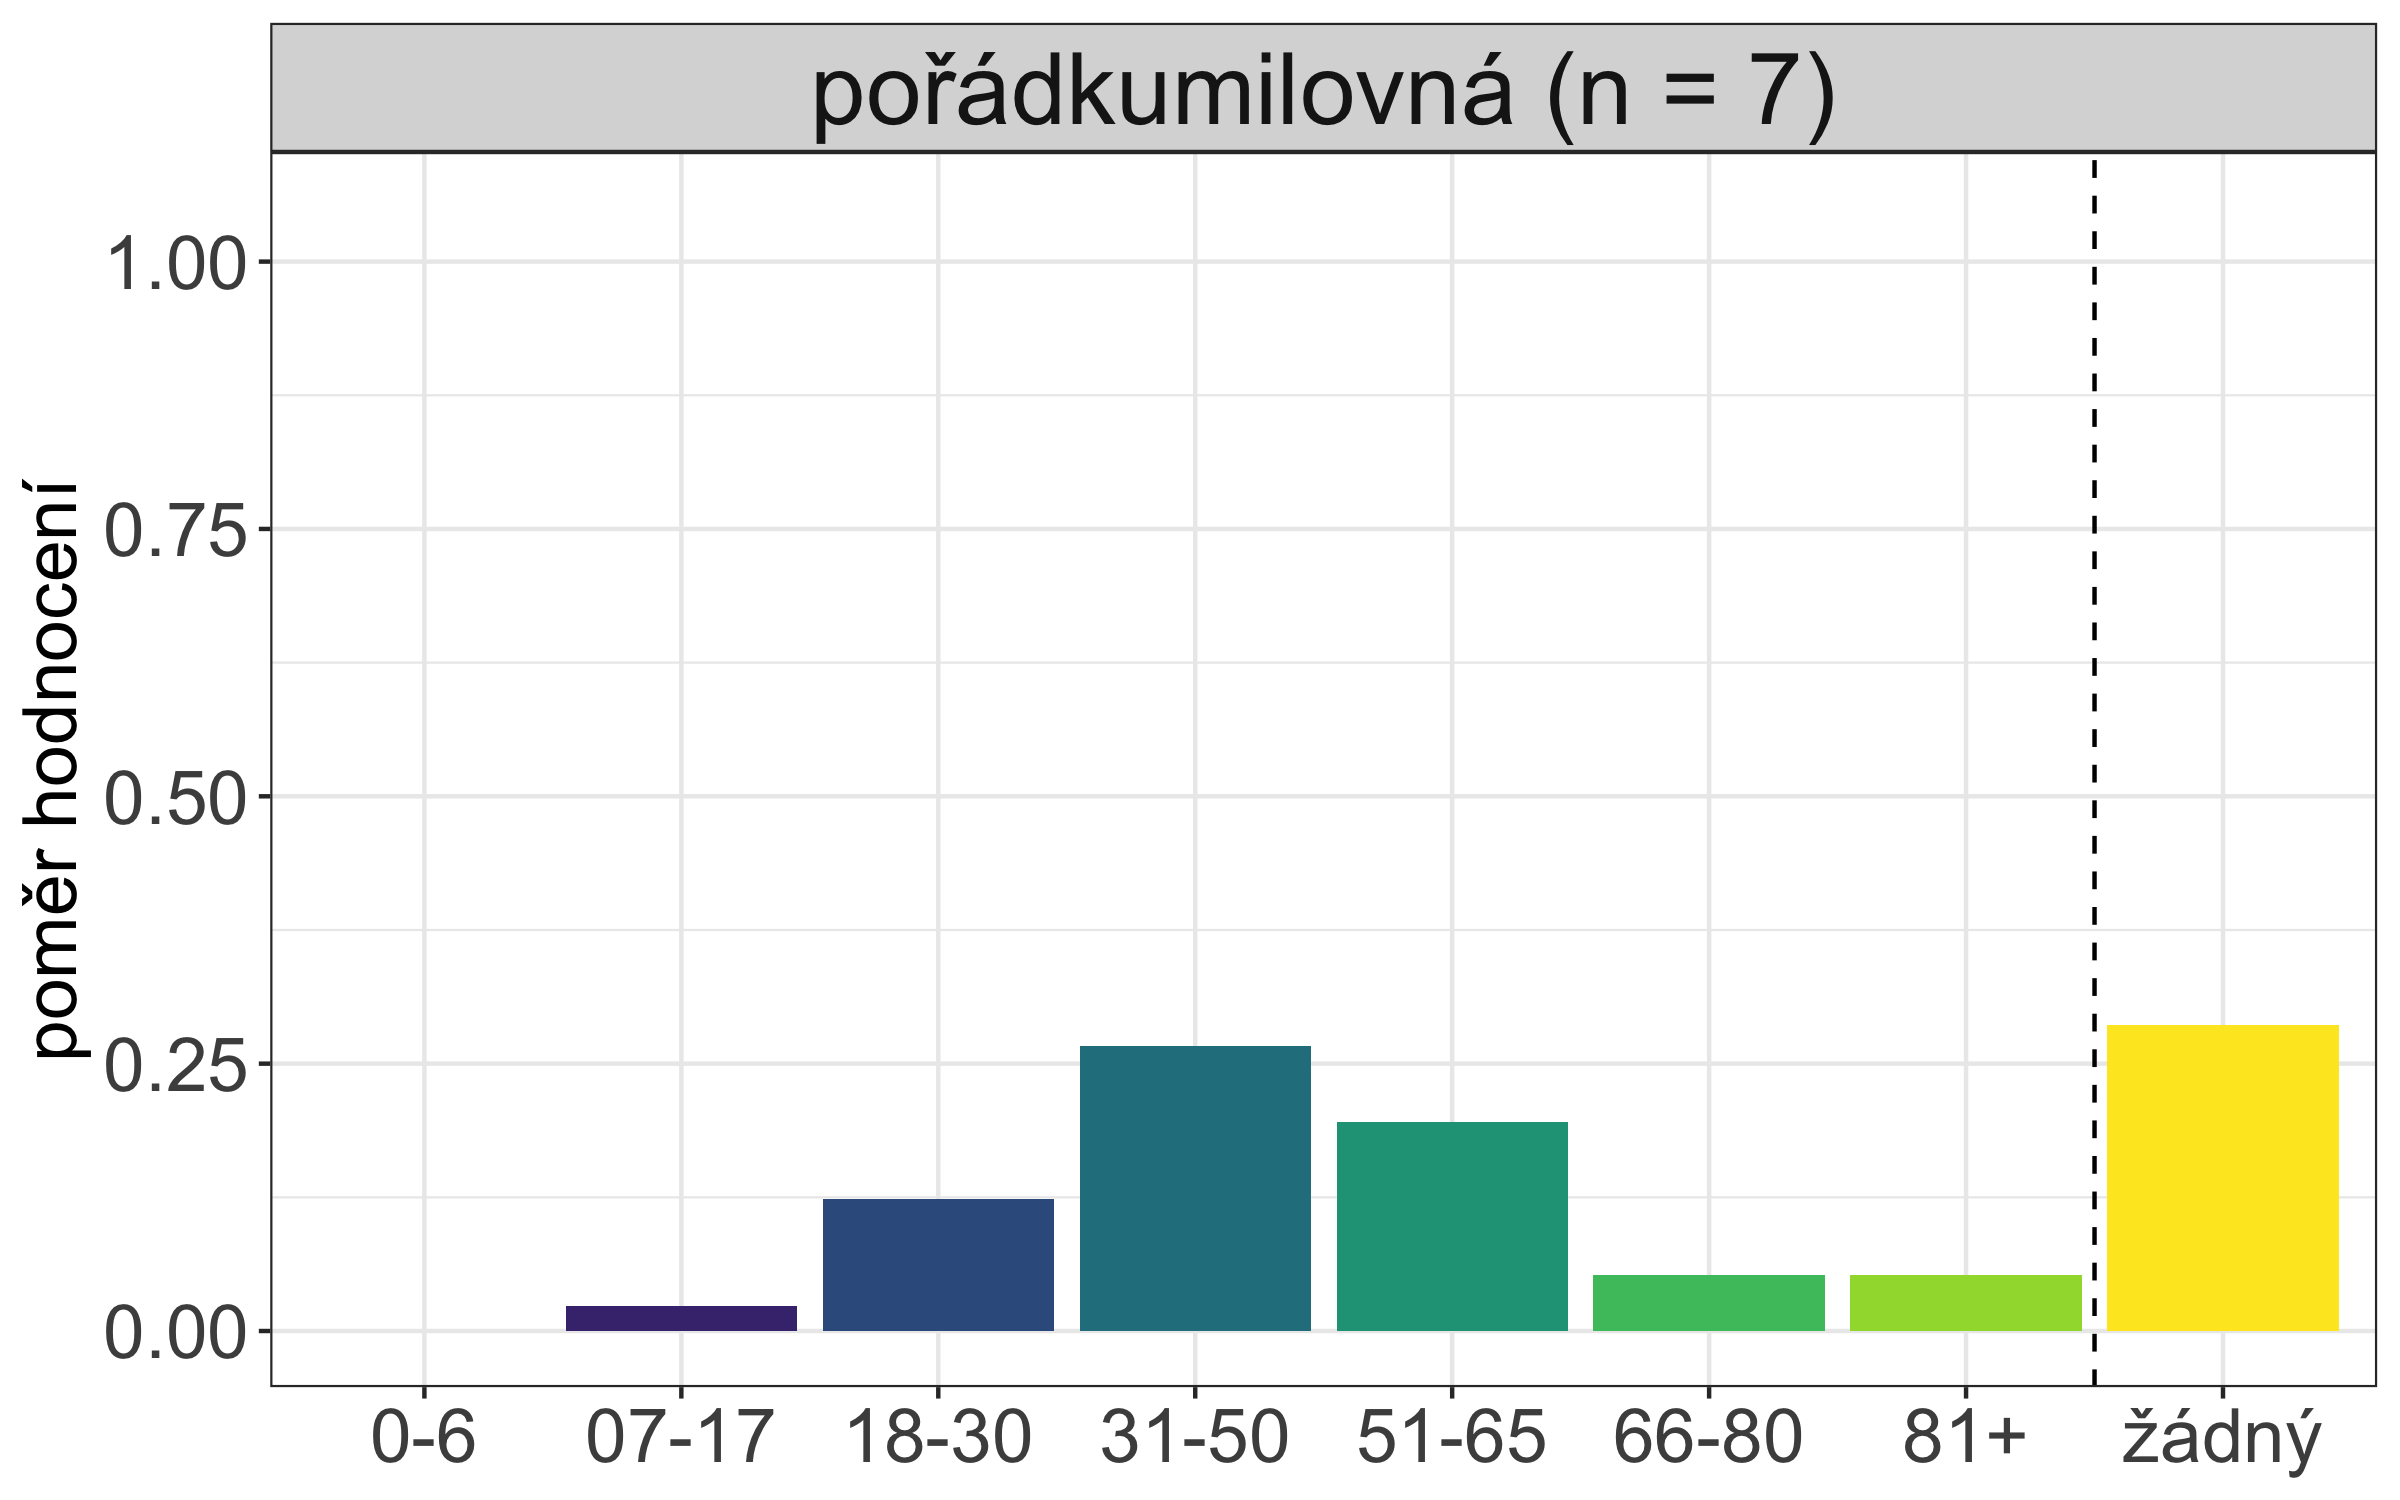 pořádkumilovná (n = 7)
poměr hodnocení
1.00
0.75
0.50
0.25
0.00
0-6 07-17 18-30 31-50 51-65 66-80 81+ žádný